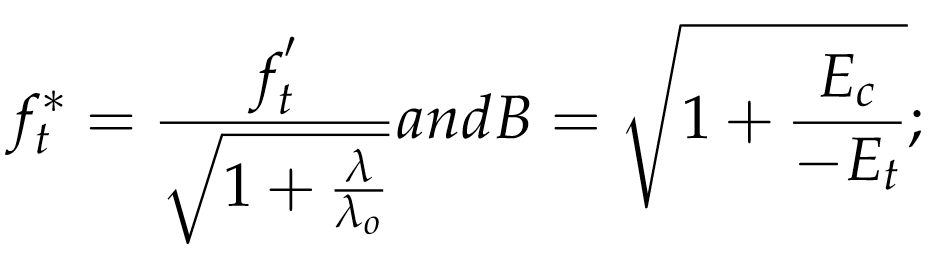 f_t^* = \frac{f_t^{'}}{\sqrt{1 + \frac{\lambda}{\lambda_o}}} and B = \sqrt{1 + \frac{E_c}{-E_t}};